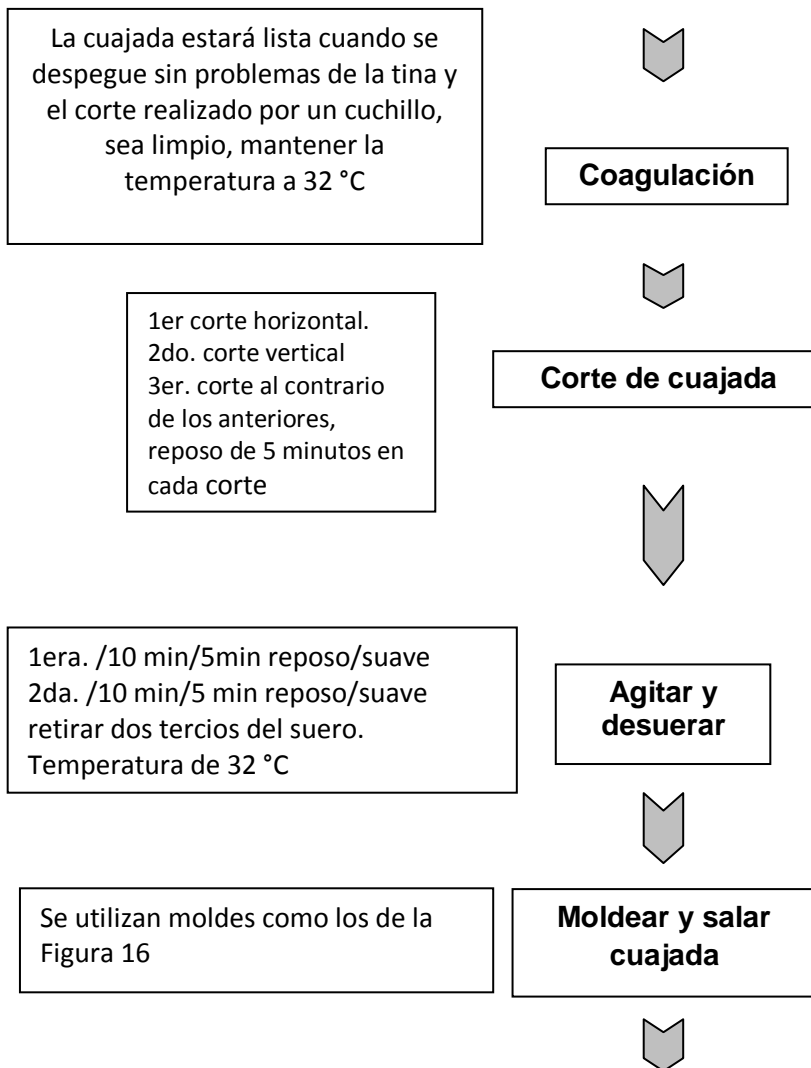 La cuajada estará lista cuando se
despegue sin problemas de la tina y
el corte realizado por un cuchillo,
sea limpio, mantener la
temperatura a 32 °C
Coagulación
1er corte horizontal.
2do. corte vertical
3er. corte al contrario
de los anteriores,
reposo de 5 minutos en
cada corte
Corte de cuajada
1era. /10 min/5min reposo/suave
2da. /10 min/5 min reposo/suave
retirar dos tercios del suero.
Temperatura de 32 °C
Agitar y
desuerar
Se utilizan moldes como los de la
Figura 16
Moldear y salar
cuajada